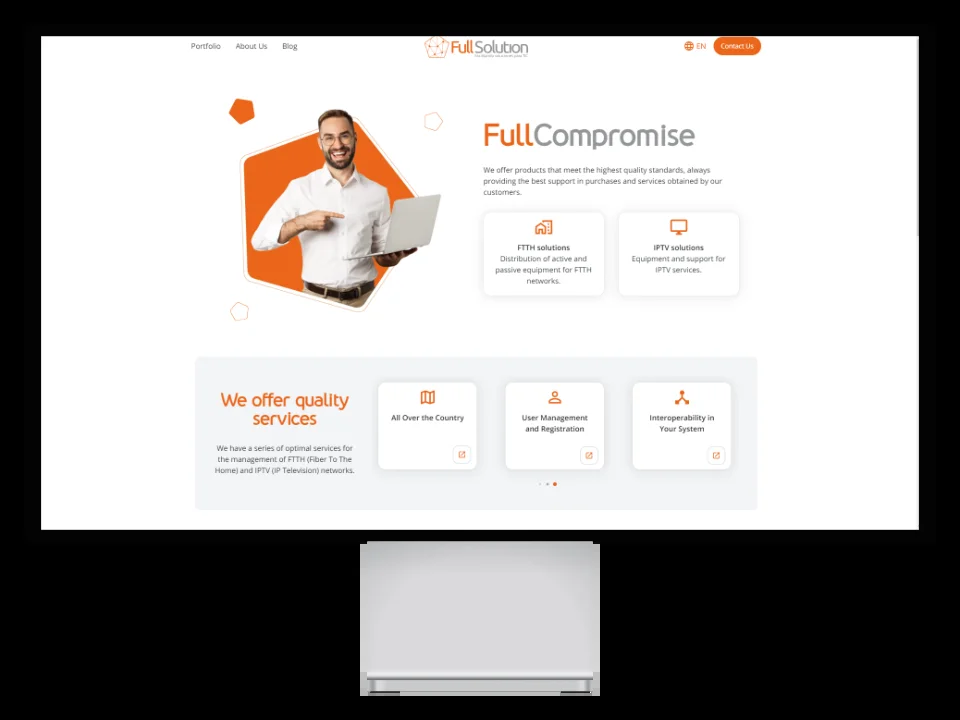 Portfolio About Us Blog
FullSolution
EN Contact Us
FullCompromise
We offer products that meet the highest quality standards, always
providing the best support in purchases and services obtained by our
customers.
FTTH solutions
Distribution of active and
passive equipment for FTTH
networks.
IPTV solutions
Equipment and support for
IPTV services.
We offer quality
services
We have a series of optimal services for
the management of FTTH (Fiber To The
Home) and IPTV (IP Television) networks.
All Over the Country
User Management
and Registration
Interoperability in
Your System